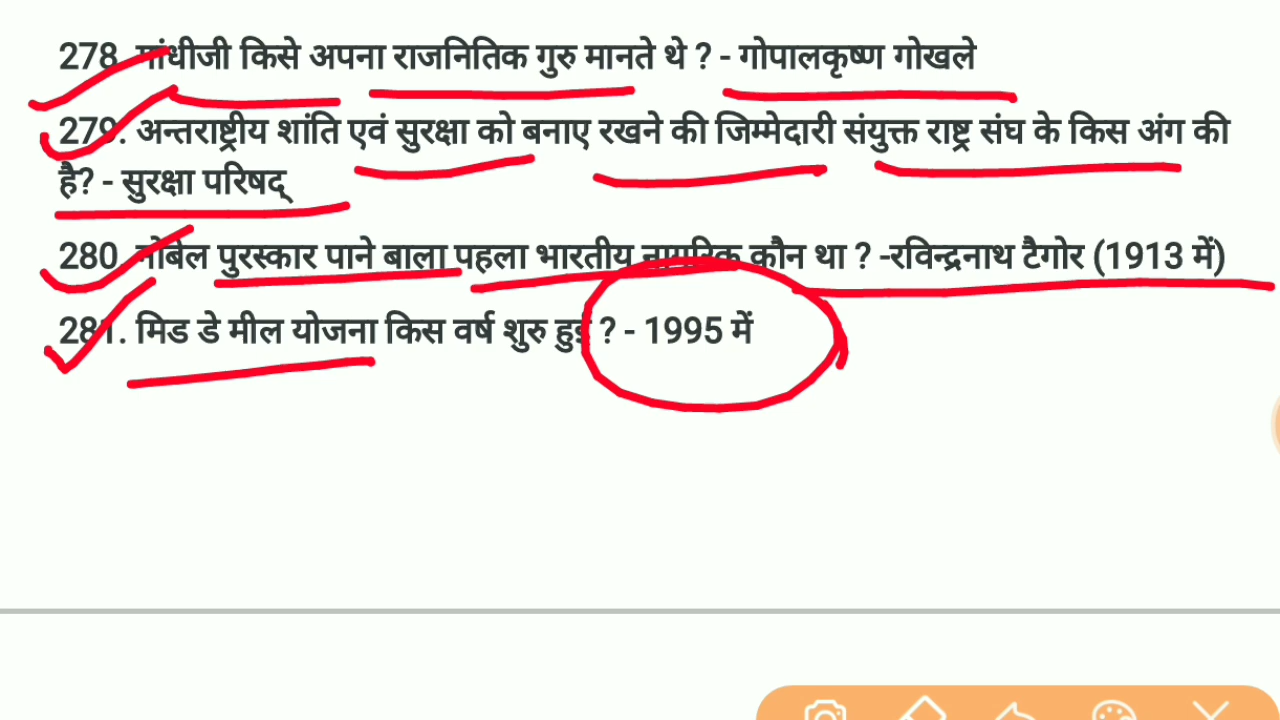 278. गांधीजी किसे अपना राजनितिक गुरु मानते थे ? - गोपालकृष्ण गोखले
279. अन्तराष्ट्रीय शांति एवं सुरक्षा को बनाए रखने की जिम्मेदारी संयुक्त राष्ट्र संघ के किस अंग की
है? - सुरक्षा परिषद्
280. नोबेल पुरस्कार पाने बाला पहला भारतीय नागरिक कौन था ? -रविन्द्रनाथ टैगोर (1913 में)
281. मिड डे मील योजना किस वर्ष शुरु हुई ? - 1995 में